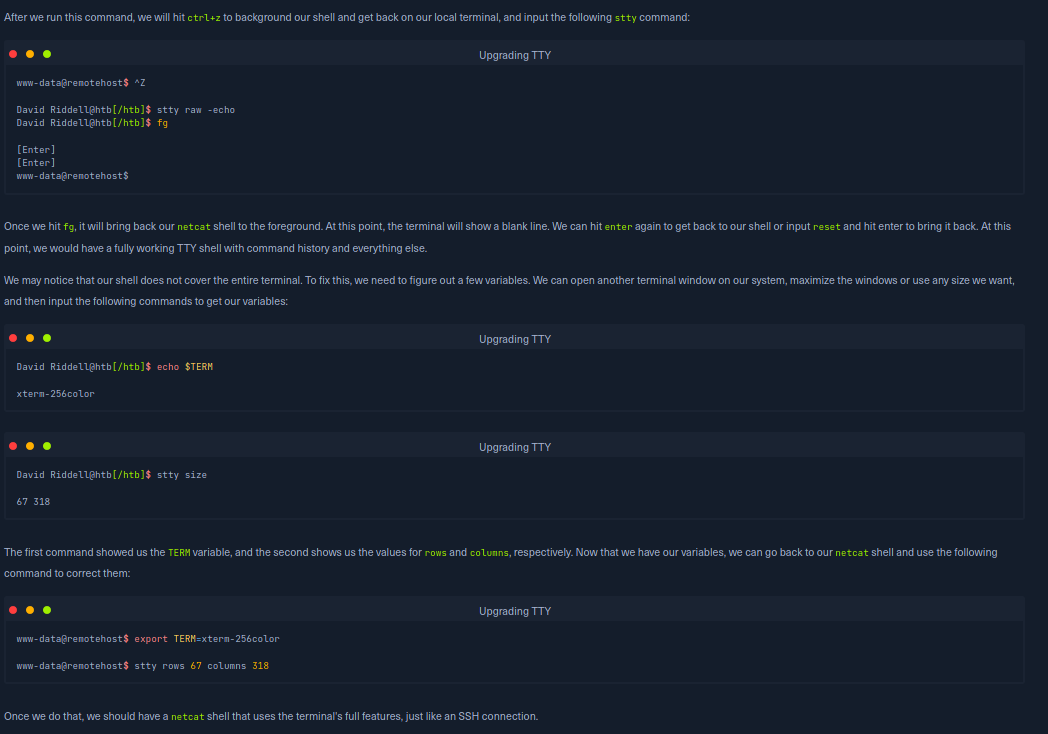 After we run this command, we will hit ctrl+z to background our shell and get back on our local terminal, and input the following stty command:
Upgrading TTY
www-data@remotehost$ ^Z
David Riddell@htb[/htb]$ stty raw -echo
David Riddell@htb[/htb]$ fg
[Enter]
[Enter]
www-data@remotehost$
Once we hit fg, it will bring back our netcat shell to the foreground. At this point, the terminal will show a blank line. We can hit enter again to get back to our shell or input reset and hit enter to bring it back. At this
point, we would have a fully working TTY shell with command history and everything else.
We may notice that our shell does not cover the entire terminal. To fix this, we need to figure out a few variables. We can open another terminal window on our system, maximize the windows or use any size we want,
and then input the following commands to get our variables:
Upgrading TTY
David Riddell@htb[/htb]$ echo $TERM
xterm-256color
Upgrading TTY
David Riddell@htb[/htb]$ stty size
67 318
The first command showed us the TERM variable, and the second shows us the values for rows and columns, respectively. Now that we have our variables, we can go back to our netcat shell and use the following
command to correct them:
Upgrading TTY
www-data@remotehost$ export TERM=xterm-256color
www-data@remotehost$ stty rows 67 columns 318
Once we do that, we should have a netcat shell that uses the terminal's full features, just like an SSH connection.